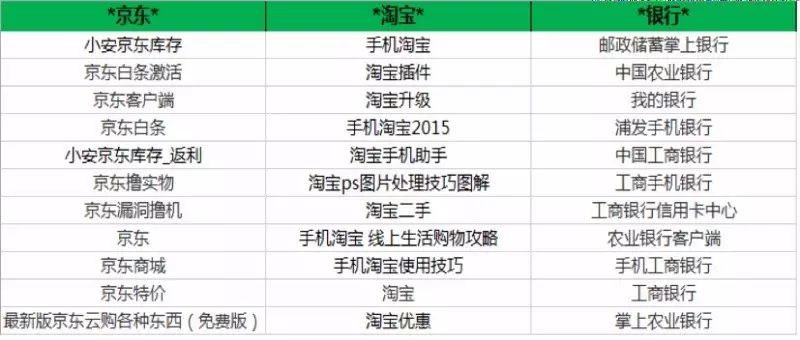 *京东* *淘宝* *银行*
小安京东库存 手机淘宝 邮政储蓄掌上银行
京东白条激活 淘宝插件 中国农业银行
京东客户端 淘宝升级 我的银行
京东白条 手机淘宝2015 浦发手机银行
小安京东库存_返利 淘宝手机助手 中国工商银行
京东撸实物 淘宝ps图片处理技巧图解 工商手机银行
京东漏洞撸机 淘宝二手 工商银行信用卡中心
京东 手机淘宝 线上生活购物攻略 农业银行客户端
京东商城 手机淘宝使用技巧 手机工商银行
京东特价 淘宝 工商银行
最新版京东云购各种东西（免费版） 淘宝优惠 掌上农业银行